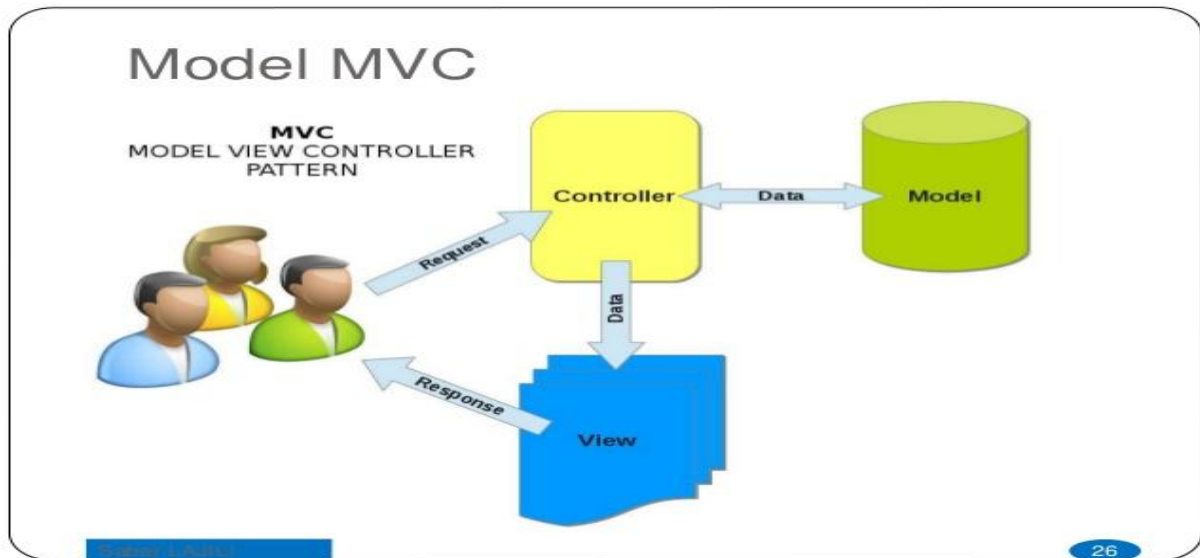 Model MVC
MVC
MODEL VIEW CONTROLLER
PATTERN
Controller
Data
Model
Request
Data
Response
View
26